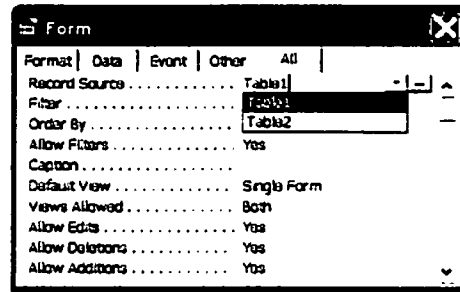 Form
Format Data Event Other All
Record Source . . . . . . . . . . . Table1
Filter . . . . . . . . . . . . . . . . Table1
Order By . . . . . . . . . . . . . . Table2
Allow Filters . . . . . . . . . . . . Yes
Caption . . . . . . . . . . . . . . .
Default View . . . . . . . . . . . . Single Form
Views Allowed . . . . . . . . . . . Both
Allow Edits . . . . . . . . . . . . . Yes
Allow Deletions . . . . . . . . . . Yes
Allow Additions . . . . . . . . . . Yes